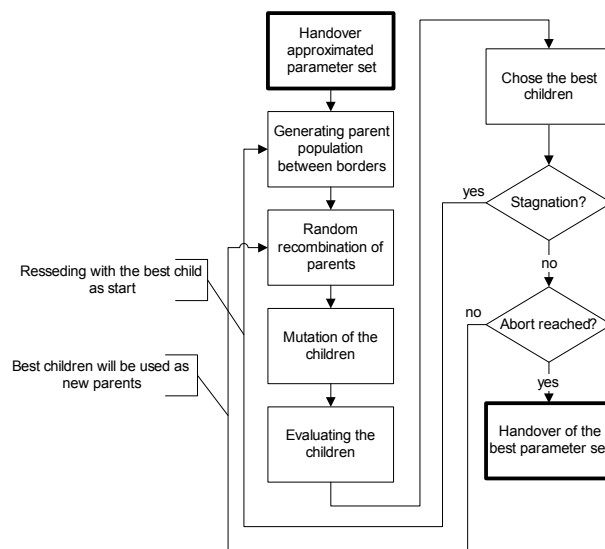 Handover
approximated
parameter set
Generating parent
population
between borders
Random
recombination of
parents
Mutation of the
children
Evaluating the
children
Resseding with the best child
as start
Best children will be used as
new parents
Chose the best
children
yes
Stagnation?
no
no
Abort reached?
yes
Handover of the
best parameter se